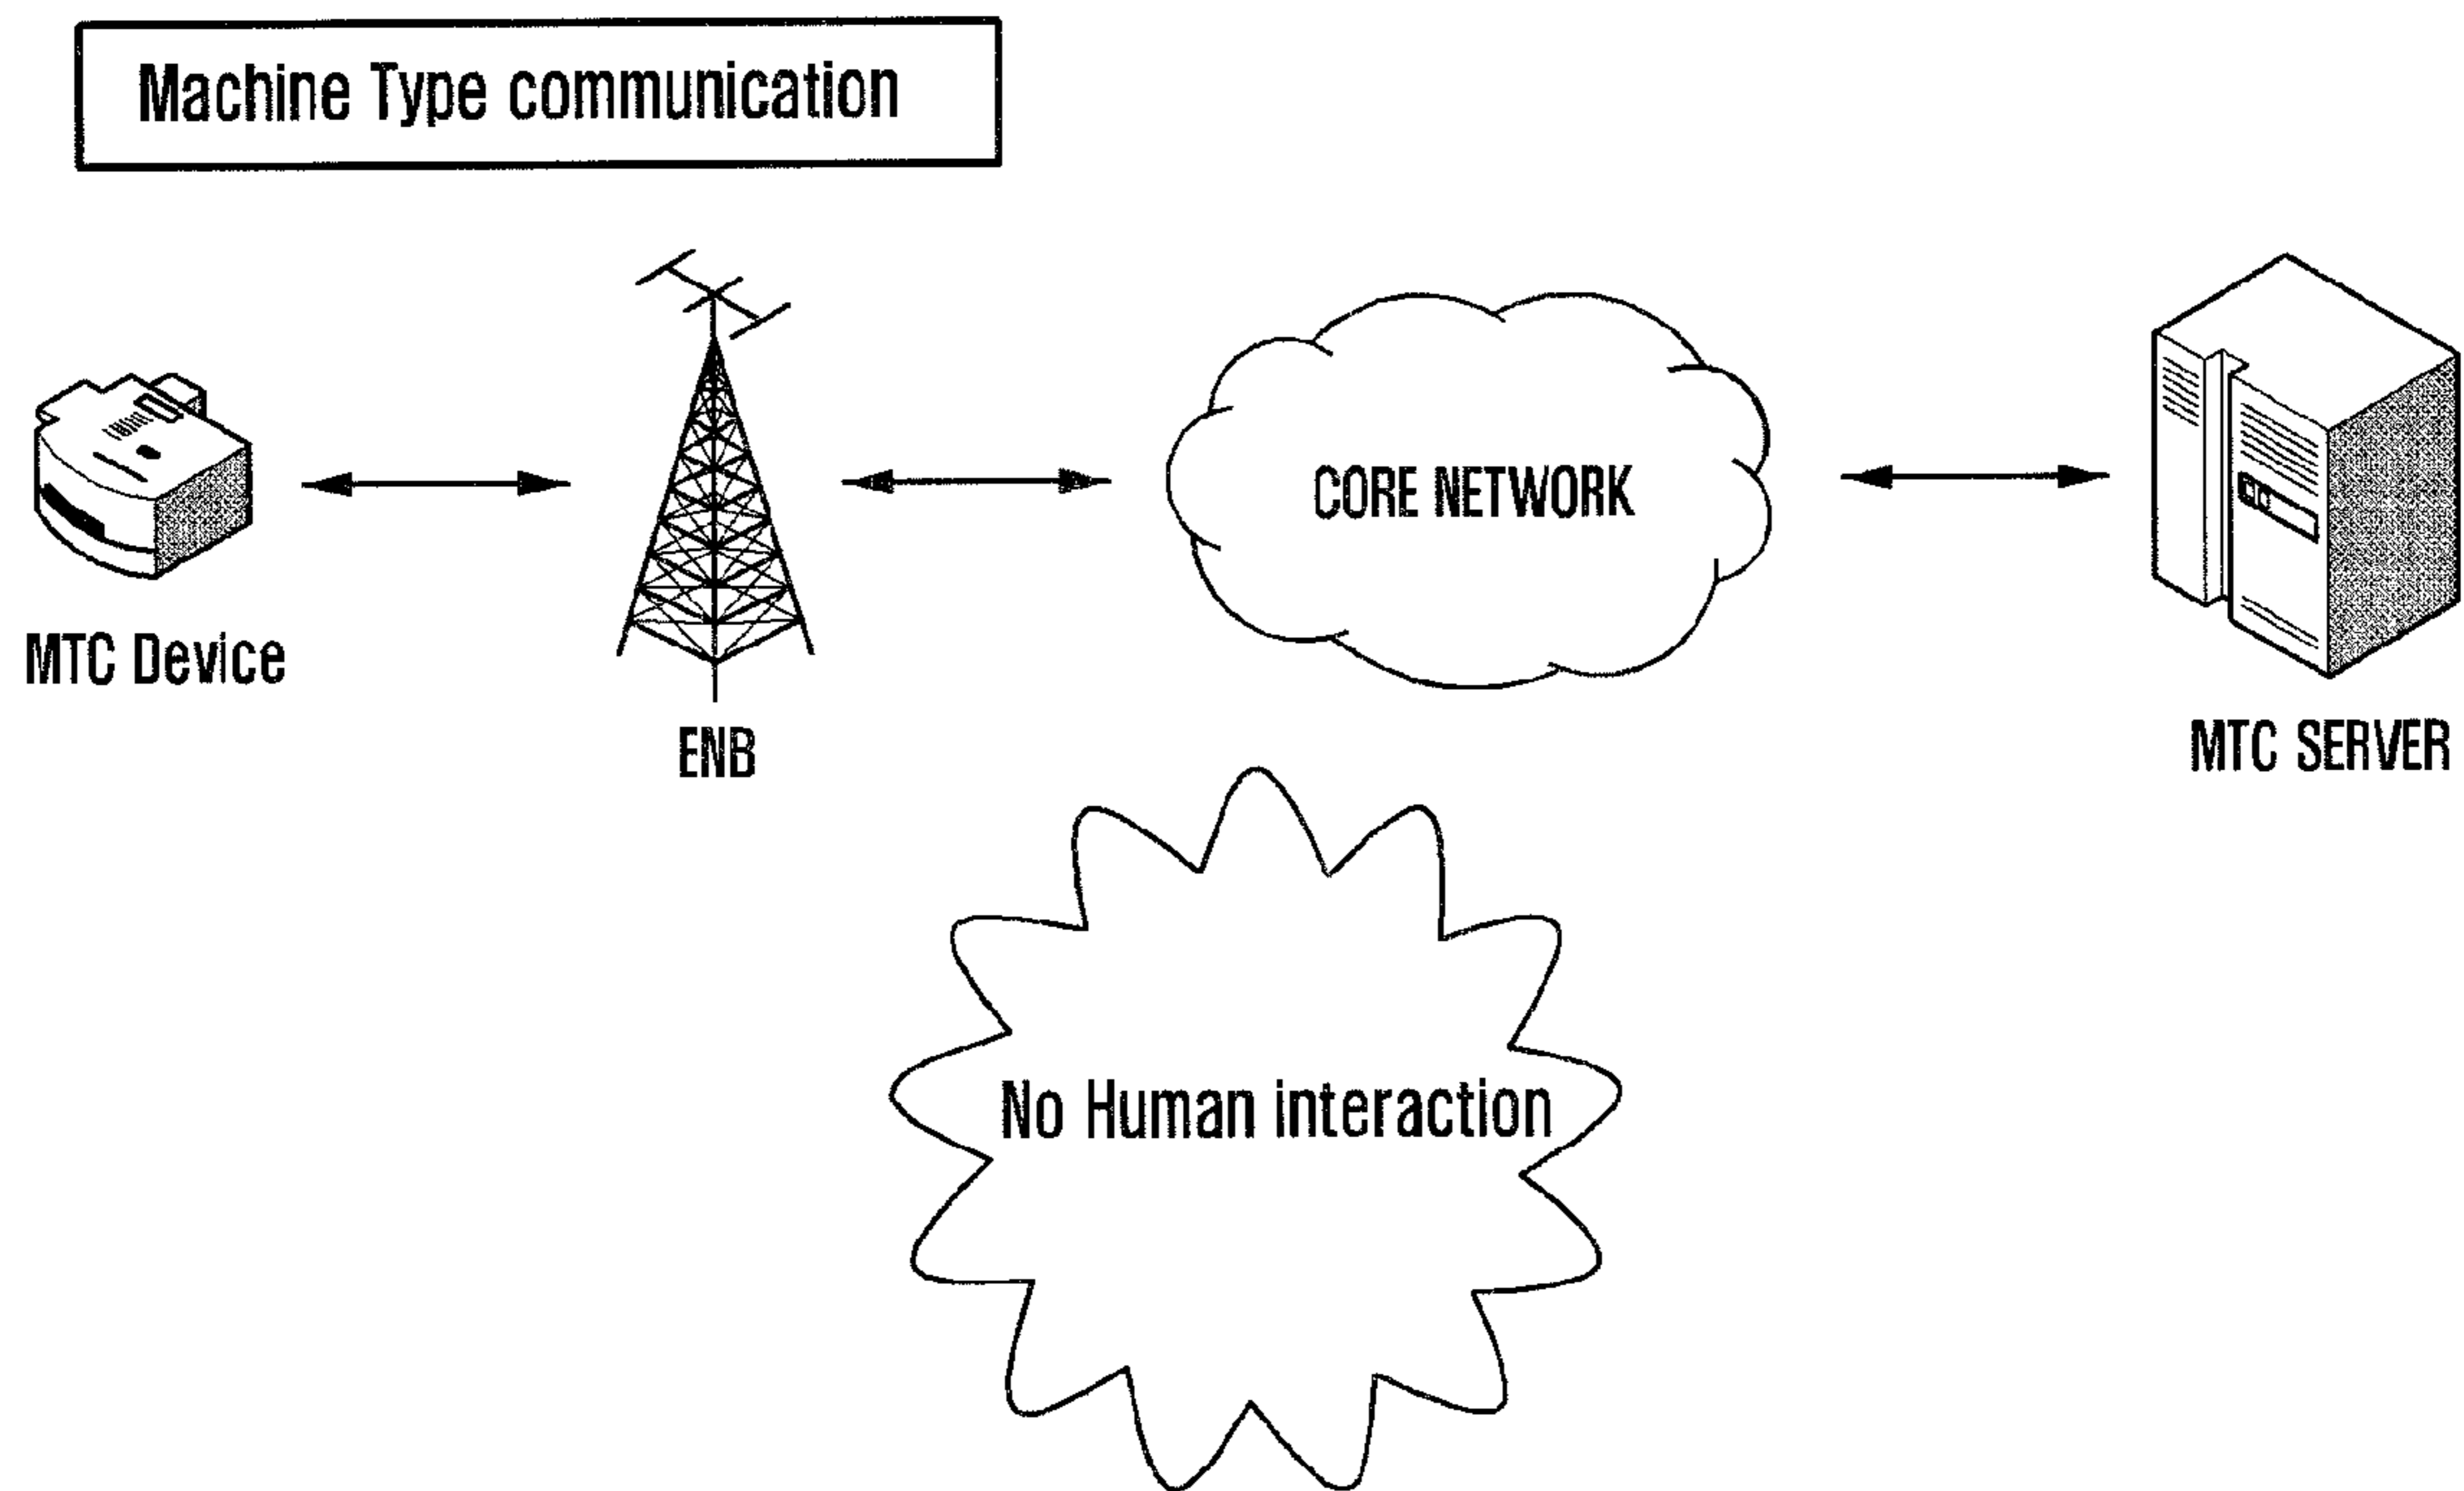 Machine Type communication
CORE NETWORK
MTC Device
ENB
MTC SERVER
No Human interaction